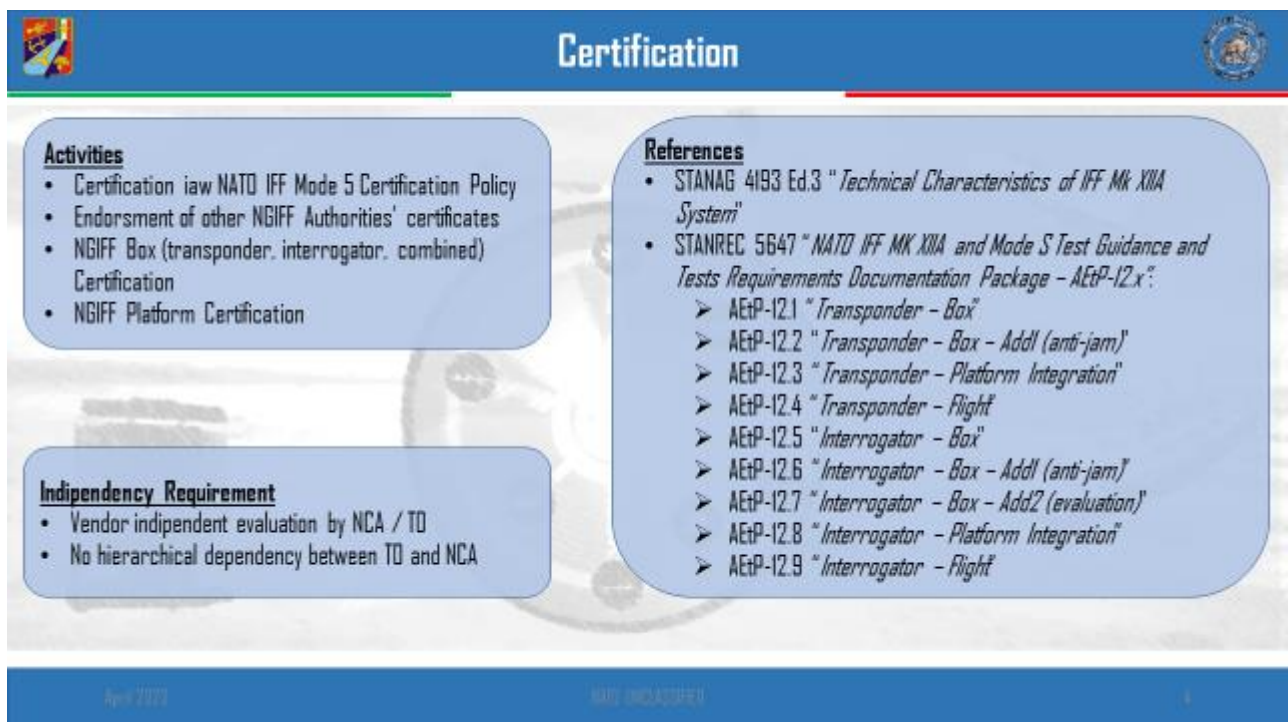 Certification
Activities
• Certification iaw NATO IFF Mode 5 Certification Policy
• Endorsment of other NGIFF Authorities' certificates
• NGIFF Box (transponder, interrogator, combined)
Certification
• NGIFF Platform Certification
Indipendency Requirement
• Vendor indipendent evaluation by NCA / TO
• No hierarchical dependency between TO and NCA
References
• STANAG 4193 Ed.3 "Technical Characteristics of IFF Mk XIIA
System"
• STANREC 5647 "NATO IFF MK XIIA and Mode S Test Guidance and
Tests Requirements Documentation Package – AEtP-12.x":
➢ AEtP-12.1 "Transponder – Box"
➢ AEtP-12.2 "Transponder – Box – Add1 (anti-jam)"
➢ AEtP-12.3 "Transponder – Platform Integration"
➢ AEtP-12.4 "Transponder – Flight"
➢ AEtP-12.5 "Interrogator – Box"
➢ AEtP-12.6 "Interrogator – Box – Add1 (anti-jam)"
➢ AEtP-12.7 "Interrogator – Box – Add2 (evaluation)"
➢ AEtP-12.8 "Interrogator – Platform Integration"
➢ AEtP-12.9 "Interrogator – Flight"
April
NATO UNCLASSIFIED
4